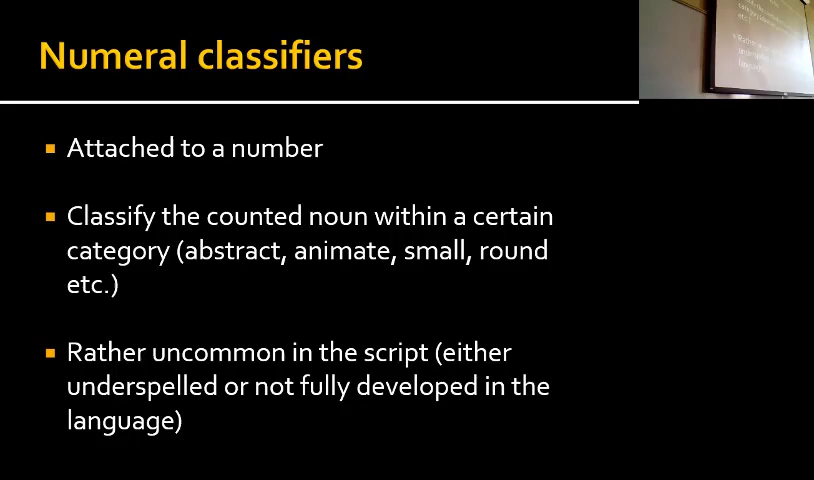 Numeral classifiers
Attached to a number
Classify the counted noun within a certain
category (abstract, animate, small, round
etc.)
Rather uncommon in the script (either
underspelled or not fully developed in the
language)